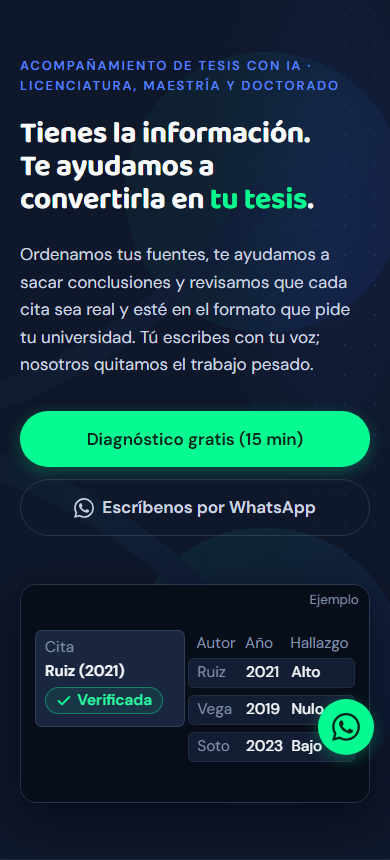 ACOMPAÑAMIENTO DE TESIS CON IA ·
LICENCIATURA, MAESTRÍA Y DOCTORADO
Tienes la información.
Te ayudamos a
convertirla en tu tesis.
Ordenamos tus fuentes, te ayudamos a
sacar conclusiones y revisamos que cada
cita sea real y esté en el formato que pide
tu universidad. Tú escribes con tu voz;
nosotros quitamos el trabajo pesado.
Diagnóstico gratis (15 min)
Escríbenos por WhatsApp
Ejemplo
Cita
Ruiz (2021)
Verificada
Autor Año Hallazgo
Ruiz 2021 Alto
Vega 2019 Nulo
Soto 2023 Bajo